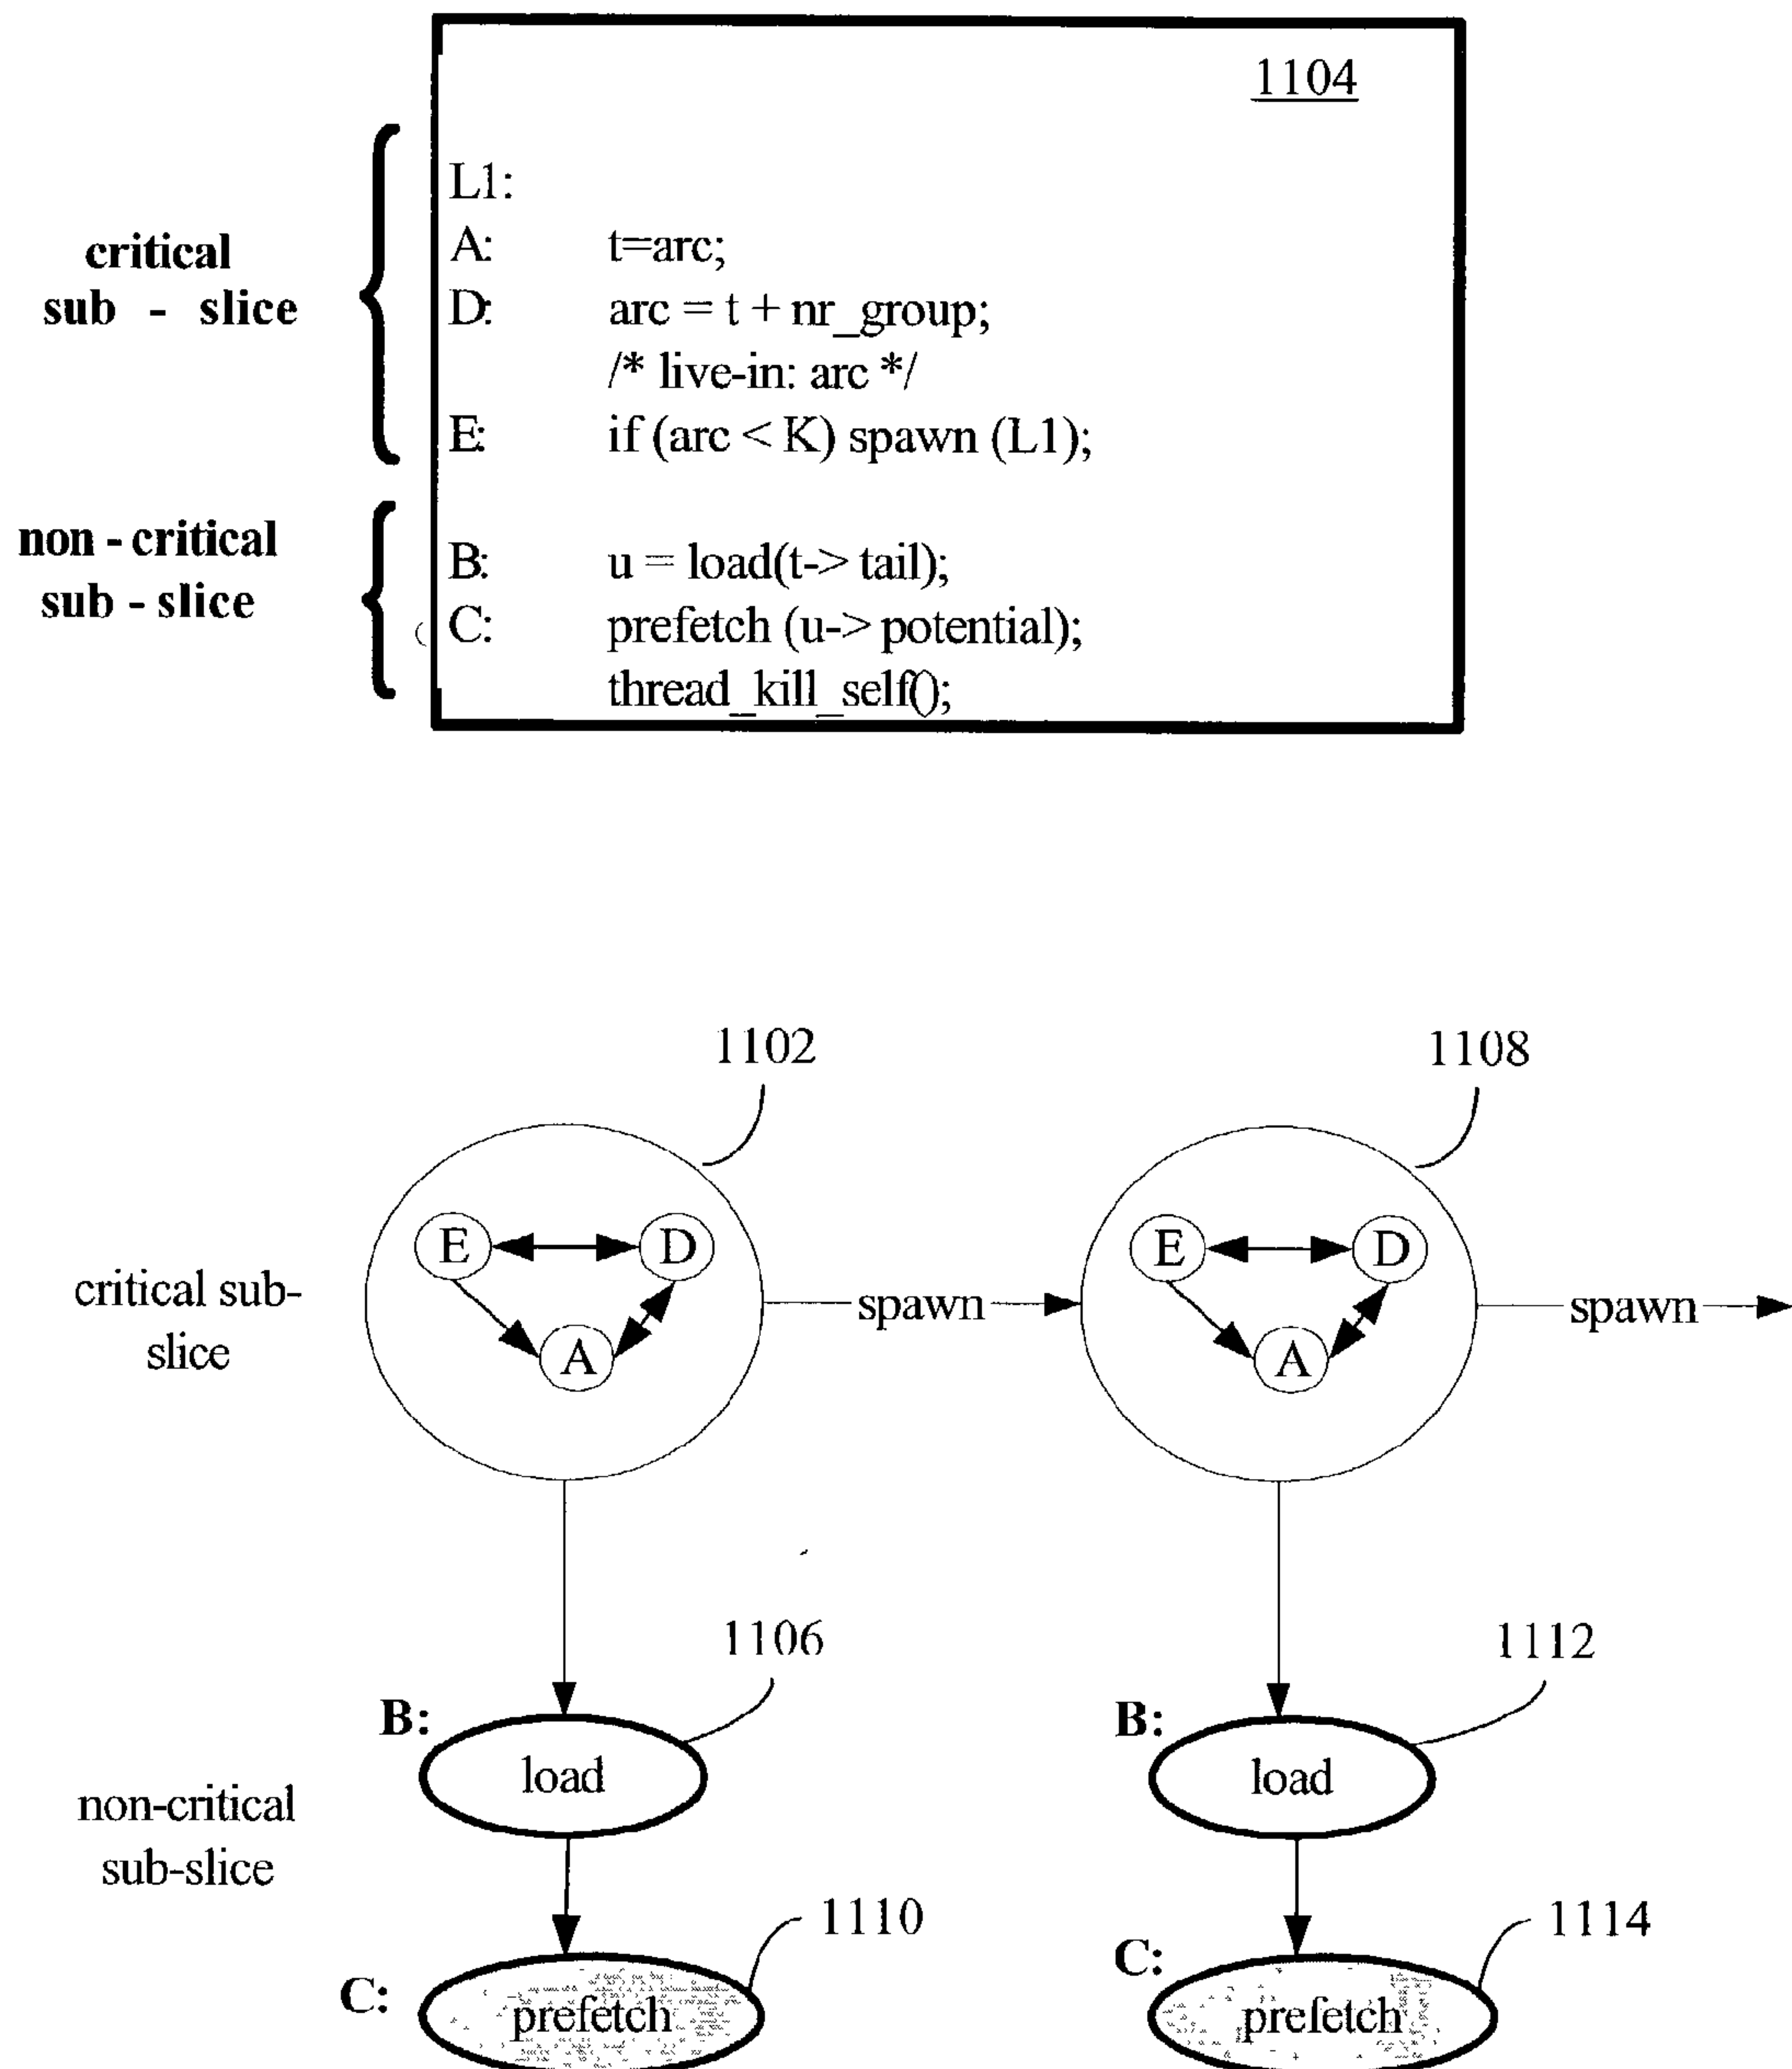 1104
L1:
critical
sub - slice
A: t=arc;
D: arc = t + nr_group;
/* live-in: arc */
E: if (arc < K) spawn (L1);
non - critical
sub - slice
B: u = load(t-> tail);
C: prefetch (u-> potential);
thread_kill_self();
1102
1108
E
D
A
E
D
A
critical sub-
slice
spawn
spawn
1106
1112
B:
load
B:
load
non-critical
sub-slice
1110
1114
C:
prefetch
C:
prefetch